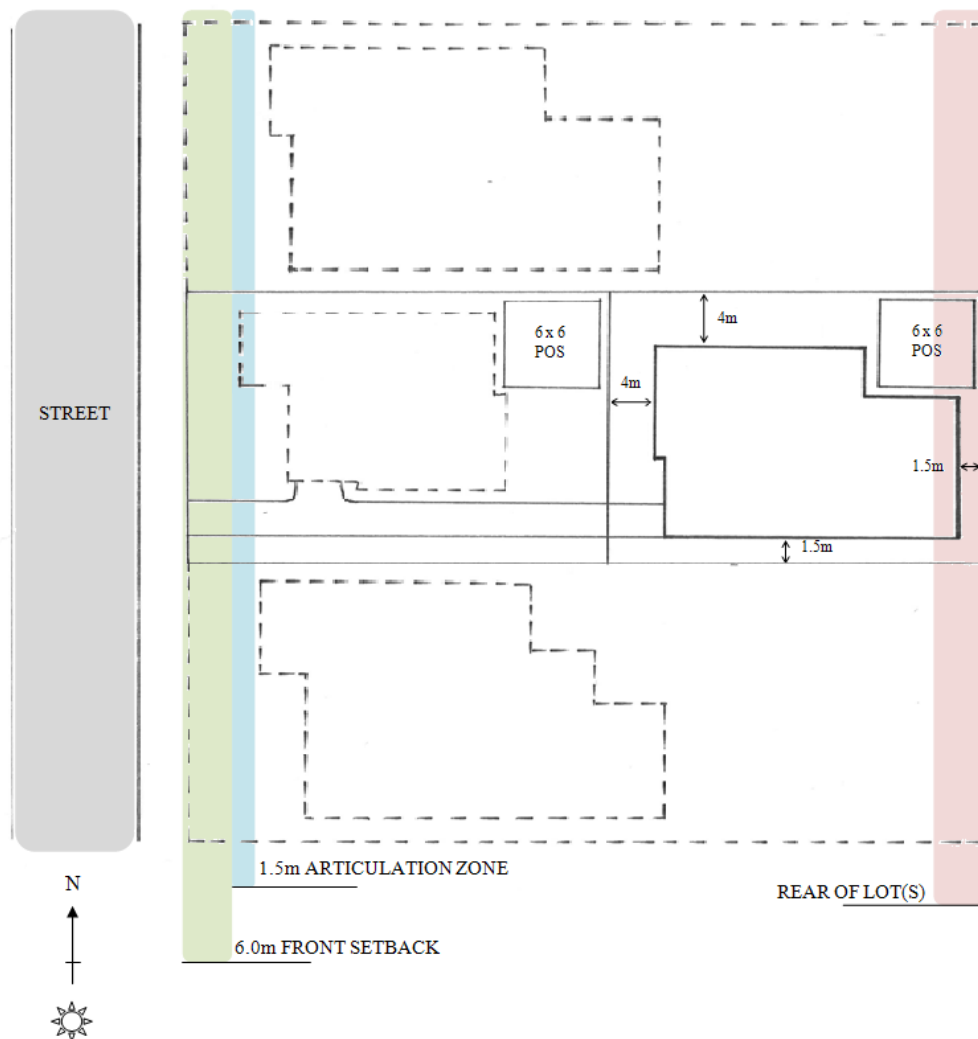 4m
6 x 6
POS
6 x 6
POS
4m
STREET
1.5m
1.5m
1.5m ARTICULATION ZONE
N
REAR OF LOT(S)
6.0m FRONT SETBACK